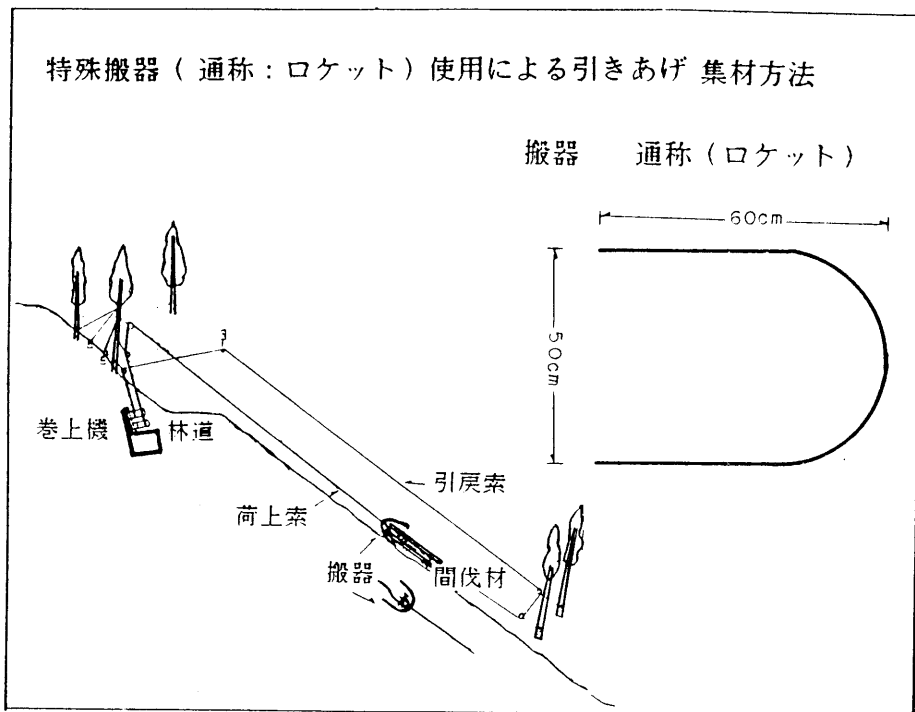 特殊搬器（通称：ロケット）使用による引きあげ 集材方法
搬器　通称（ロケット）
60cm
50cm
巻上機
林道
引戻索
荷上索
搬器
間伐材